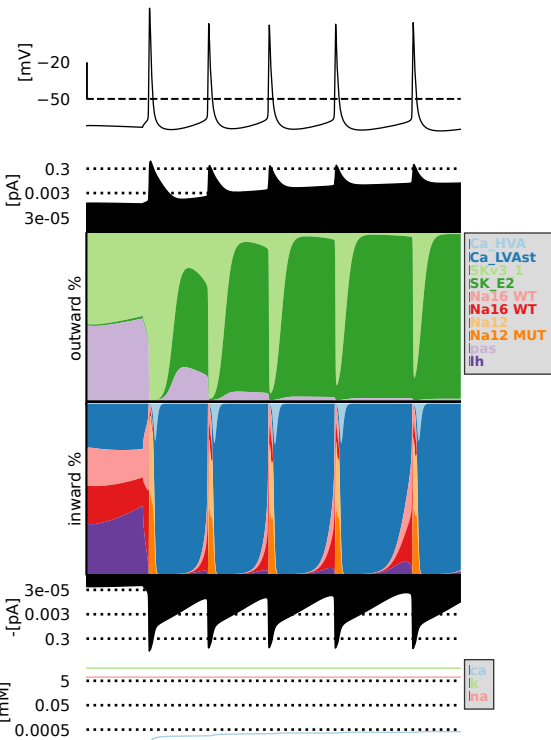 [mV]
−20
−50
[pA]
0.3
0.003
3e-05
outward %
Ca_HVA
Ca_LVAst
SKv3_1
SK_E2
Na16 WT
Na16 WT
Na12
Na12 MUT
pas
Ih
inward %
-[pA]
3e-05
0.003
0.3
[mM]
5
0.05
0.0005
ca
k
na